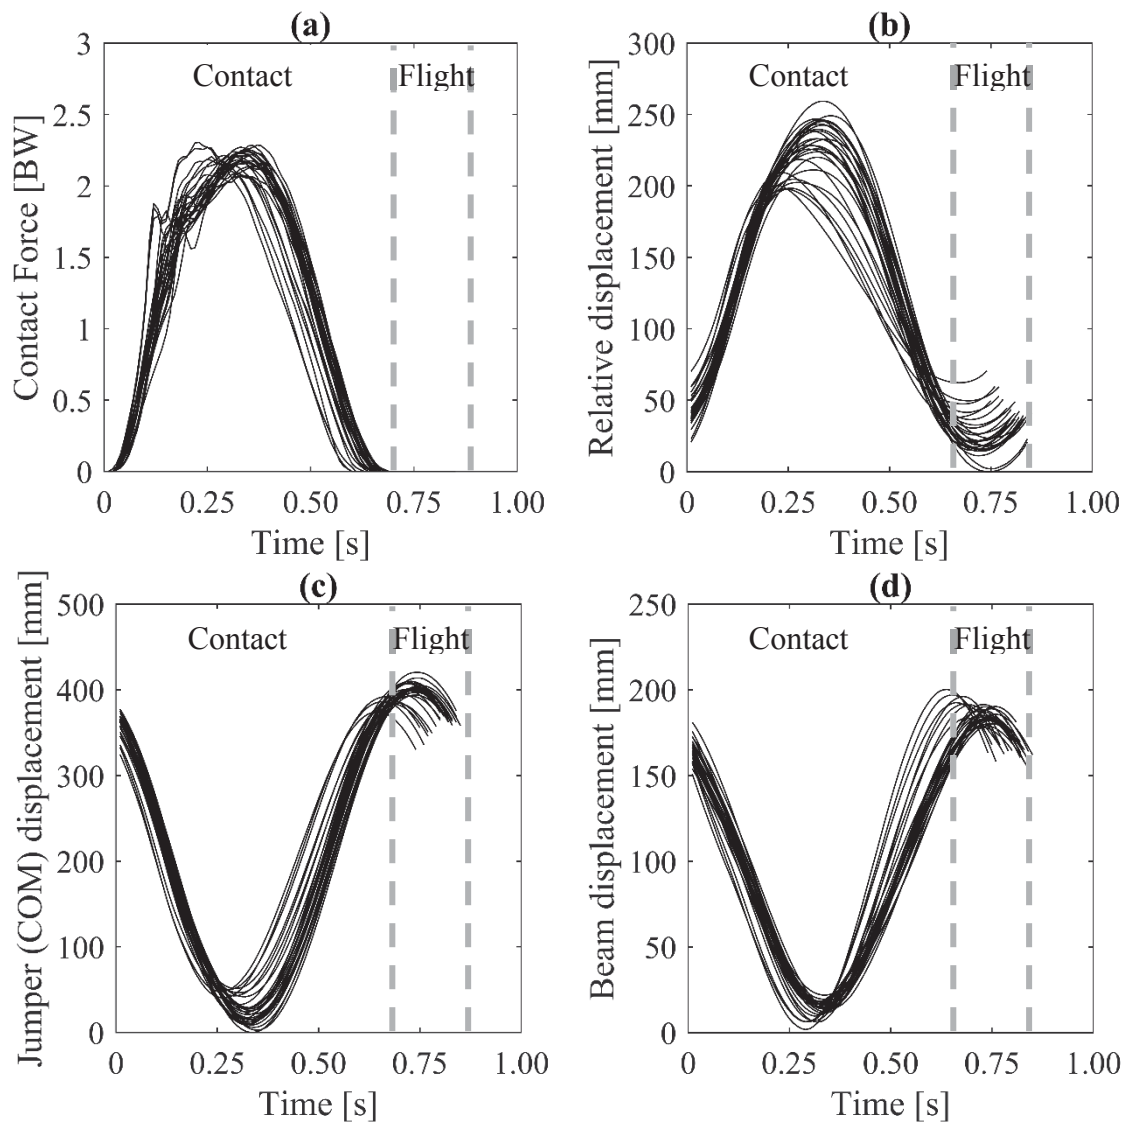 (a)
Contact Force [BW]
3
2.5
2
1.5
1
0.5
0
Contact
Flight
0 0.25 0.50 0.75 1.00
Time [s]
(b)
Relative displacement [mm]
300
250
200
150
100
50
0
Contact
Flight
0 0.25 0.50 0.75 1.00
Time [s]
(c)
Jumper (COM) displacement [mm]
500
400
300
200
100
0
Contact
Flight
0 0.25 0.50 0.75 1.00
Time [s]
(d)
Beam displacement [mm]
250
200
150
100
50
0
Contact
Flight
0 0.25 0.50 0.75 1.00
Time [s]